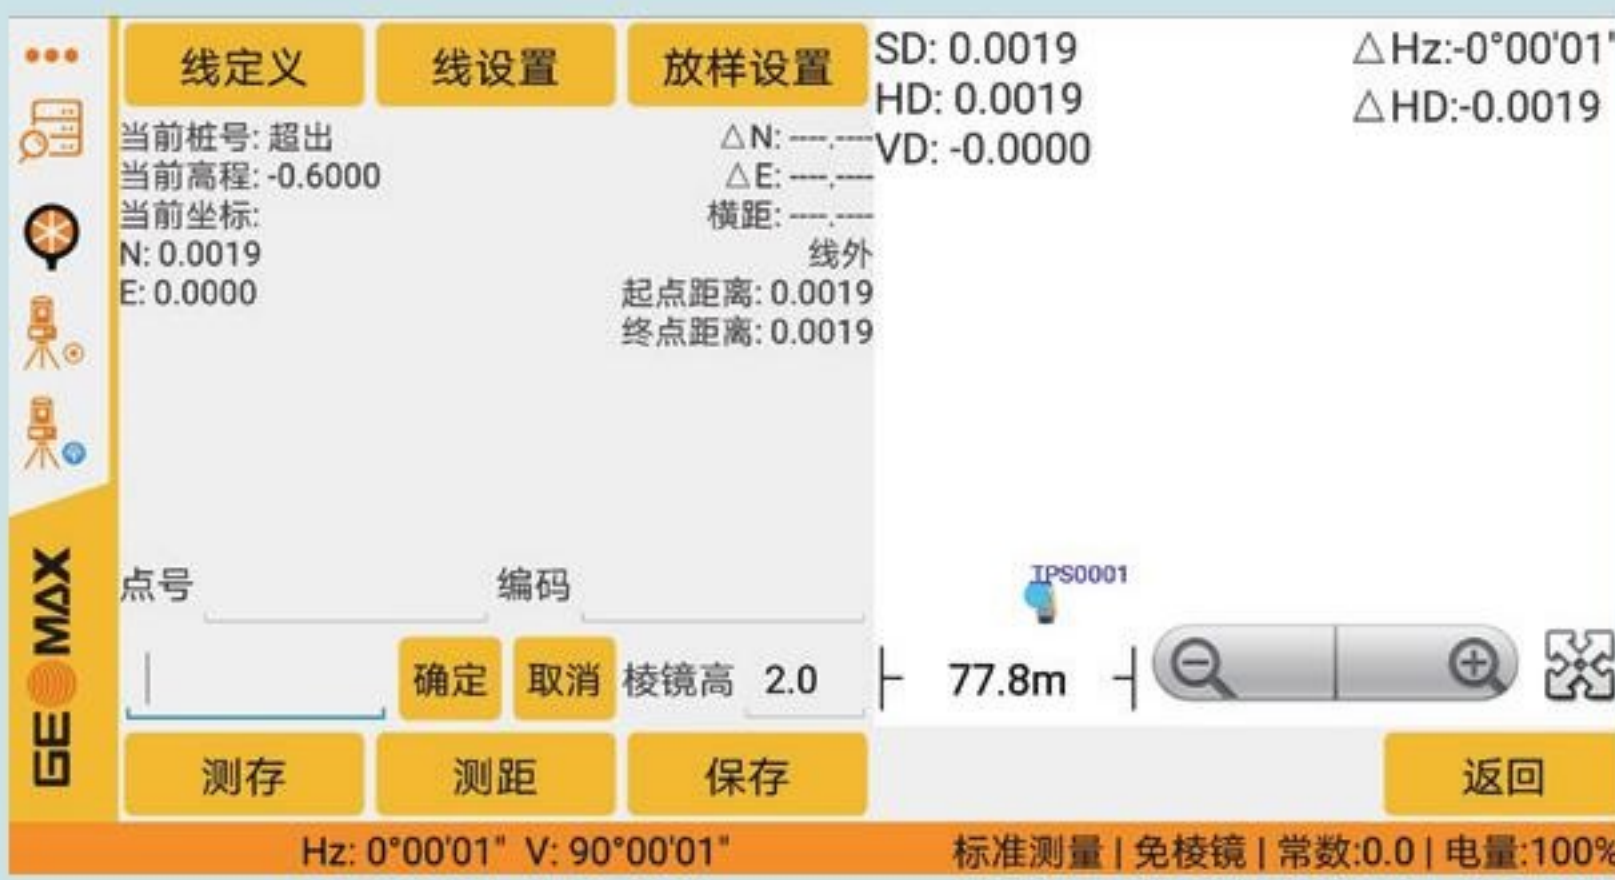 线定义 线设置 放样设置
SD: 0.0019
HD: 0.0019
VD: -0.0000
△Hz:-0°00'01"
△HD:-0.0019
当前桩号: 超出
当前高程: -0.6000
当前坐标:
N: 0.0019
E: 0.0000
△N: ----.----
△E: ----.----
横距: ----.----
线外
起点距离: 0.0019
终点距离: 0.0019
点号 编码
确定 取消 棱镜高 2.0
测存 测距 保存
TPS0001
77.8m
返回
GEOMAX
Hz: 0°00'01" V: 90°00'01" 标准测量 | 免棱镜 | 常数:0.0 | 电量:100%